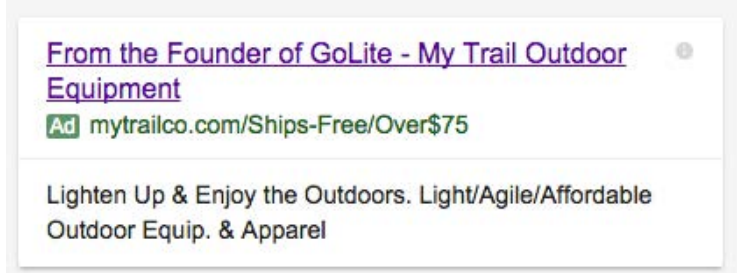 From the Founder of GoLite - My Trail Outdoor
Equipment
Ad mytrailco.com/Ships-Free/Over$75
Lighten Up & Enjoy the Outdoors. Light/Agile/Affordable
Outdoor Equip. & Apparel